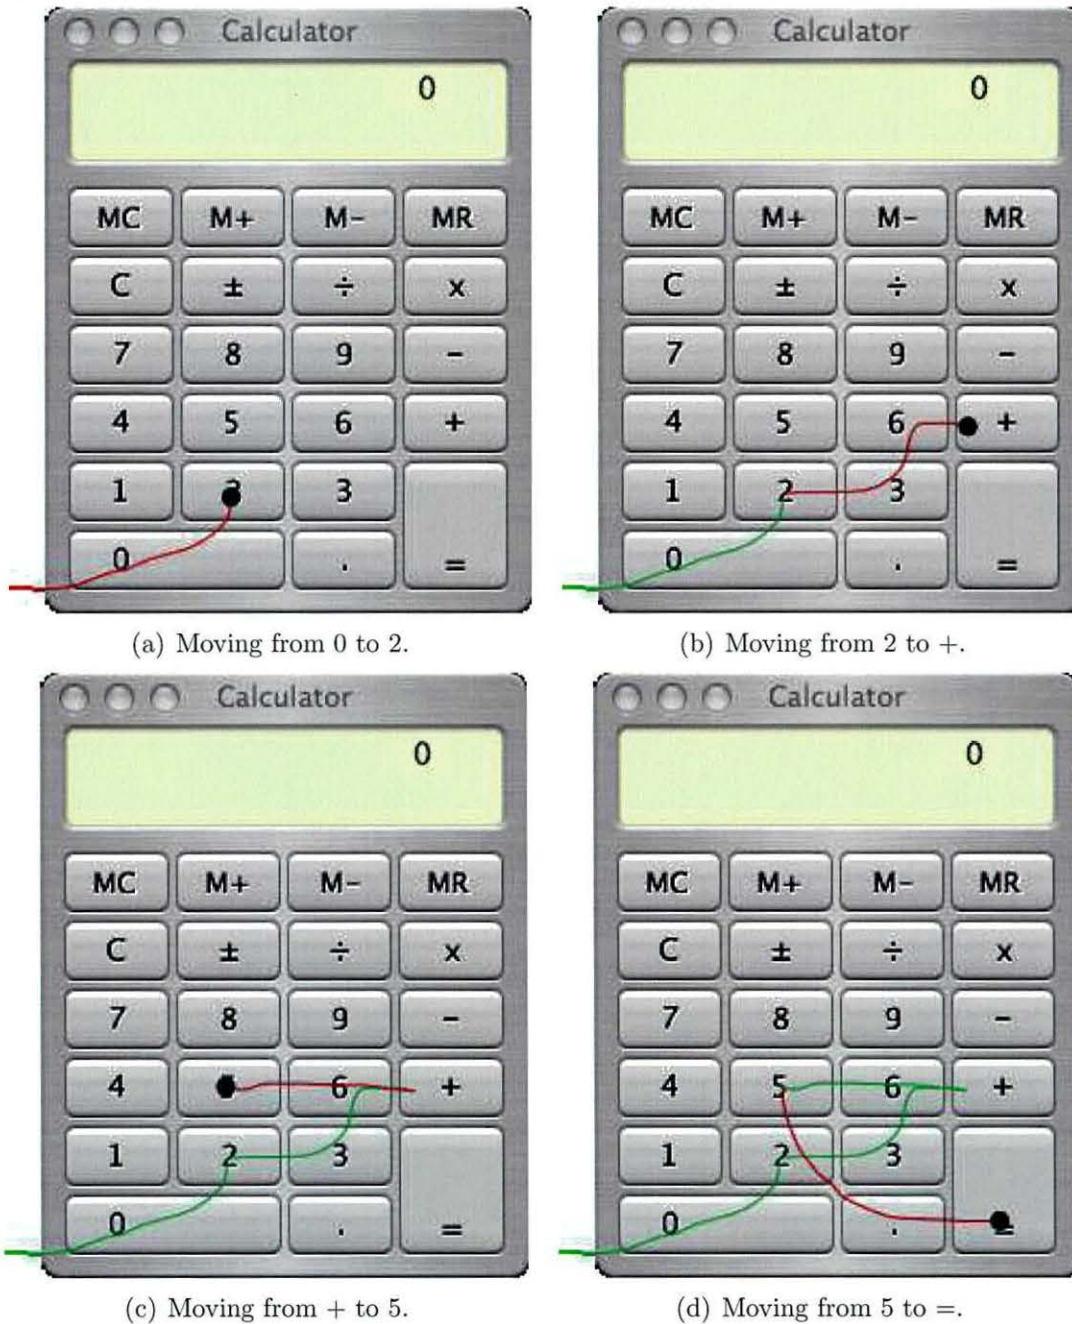 Calculator Calculator
0 0
MC M+ M- MR MC M+ M- MR
C ± ÷ x C ± ÷ x
7 8 9 - 7 8 9 -
4 5 6 + 4 5 6 +
1 3 1 2 3
0 . = 0 . =
(a) Moving from 0 to 2. (b) Moving from 2 to +.
Calculator Calculator
0 0
MC M+ M- MR MC M+ M- MR
C ± ÷ x C ± ÷ x
7 8 9 - 7 8 9 -
4 6 + 4 5 6 +
1 2 3 1 2 3
0 . = 0 .
(c) Moving from + to 5. (d) Moving from 5 to =.